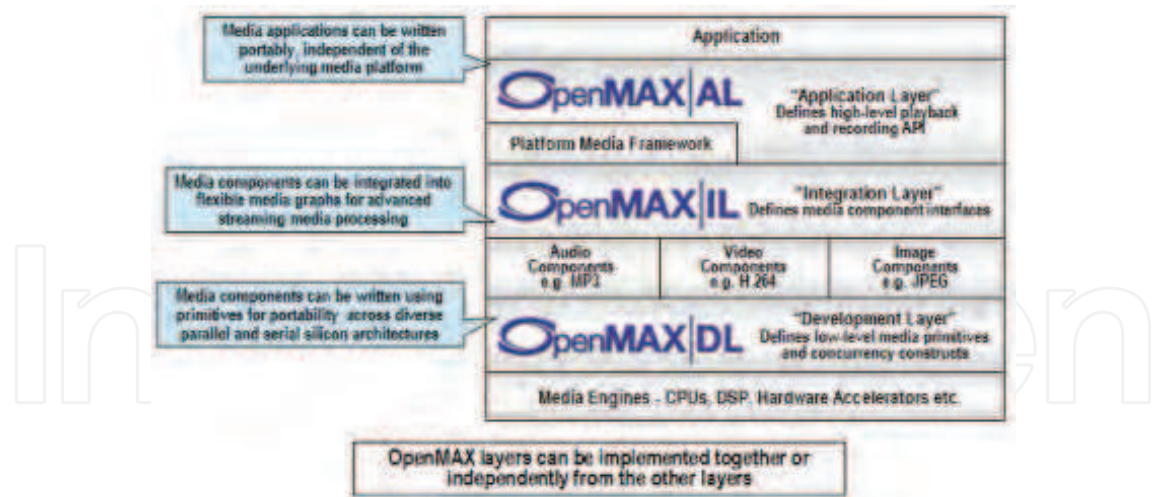 Media applications can be written
portably, independent of the
underlying media platform
Application
OpenMAX|AL
"Application Layer"
Defines high-level playback
and recording API
Platform Media Framework
Media components can be integrated into
flexible media graphs for advanced
streaming media processing
OpenMAX|IL
"Integration Layer"
Defines media component interfaces
Audio
Components
e.g. MP3
Video
Components
e.g. H.264
Image
Components
e.g. JPEG
Media components can be written using
primitives for portability across diverse
parallel and serial silicon architectures
OpenMAX|DL
"Development Layer"
Defines low-level media primitives
and concurrency constructs
Media Engines - CPUs, DSP, Hardware Accelerators etc.
OpenMAX layers can be implemented together or
independently from the other layers